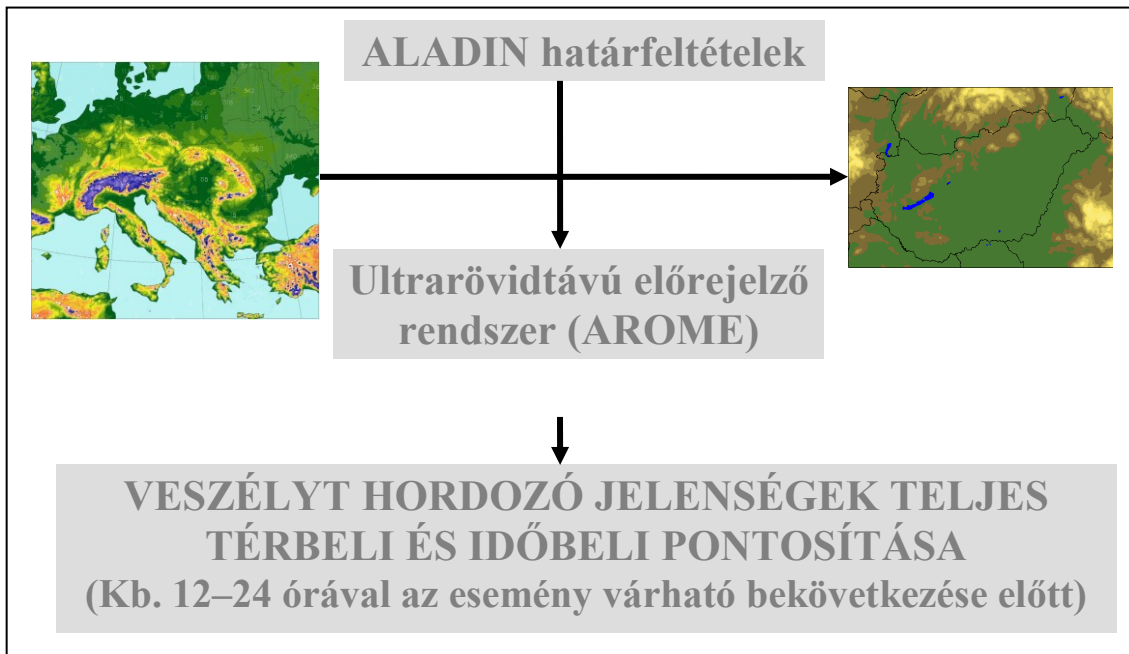 ALADIN határfeltételek
Ultrarövidtávú előrejelző
rendszer (AROME)
VESZÉLYT HORDOZÓ JELENSÉGEK TELJES
TÉRBELI ÉS IDŐBELI PONTOSÍTÁSA
(Kb. 12–24 órával az esemény várható bekövetkezése előtt)